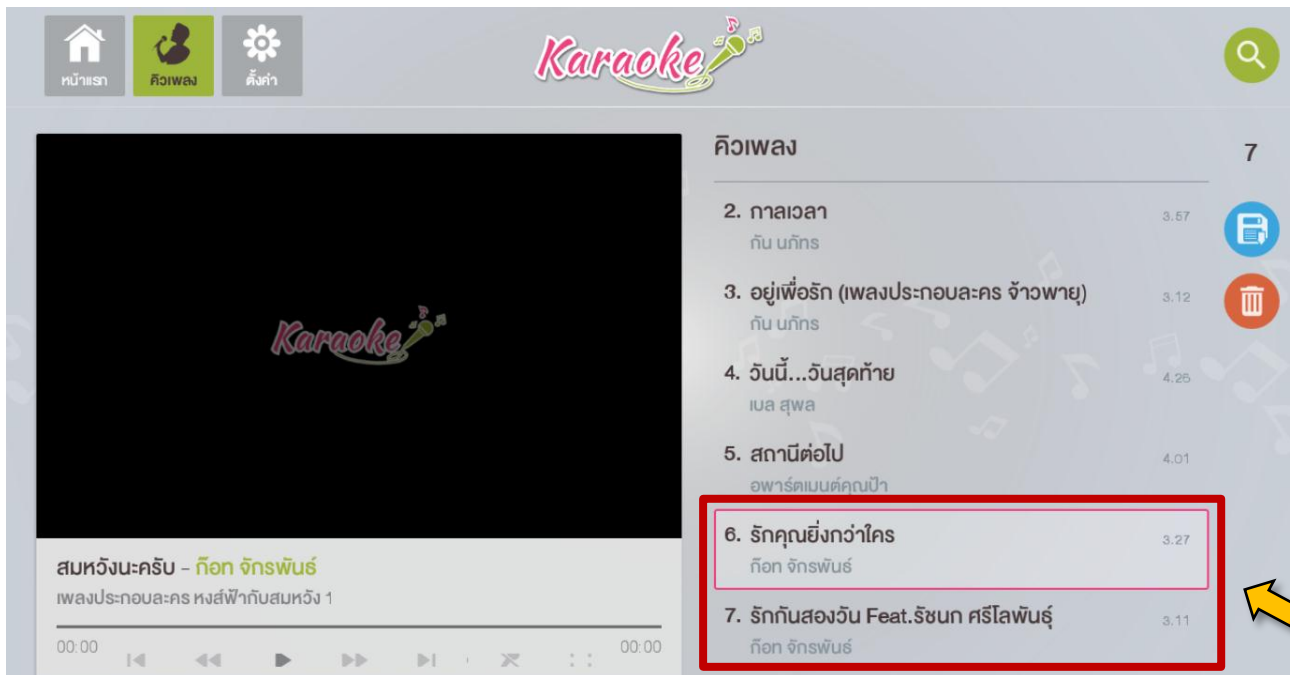 หน้าแรก
คิวเพลง
ตั้งค่า
Karaoke
คิวเพลง
7
2. กาลเวลา
3.57
กัน นภัทร
3. อยู่เพื่อรัก (เพลงประกอบละคร จ้าวพายุ)
3.12
กัน นภัทร
Karaoke
4. วันนี้...วันสุดท้าย
4.26
เบล สุพล
5. สถานีต่อไป
4.01
อพาร์ตเมนต์คุณป้า
6. รักคุณยิ่งกว่าใคร
3.27
ก๊อท จักรพันธ์
7. รักกันสองวัน Feat.รัชนก ศรีโลพันธุ์
3.11
ก๊อท จักรพันธ์
สมหวังนะครับ - ก๊อท จักรพันธ์
เพลงประกอบละคร หงส์ฟ้ากับสมหวัง 1
00:00
00:00